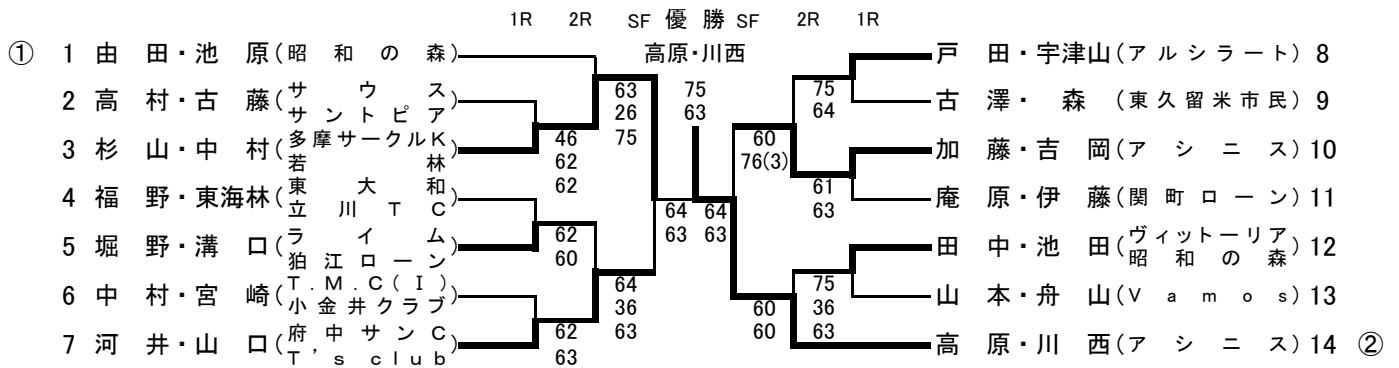 1R 2R SF 優 勝 SF 2R 1R
高原・川西
① 1 由 田・池 原 (昭 和 の 森)
2 高 村・古 藤 (サ ウ ス
サントピア)
3 杉 山・中 村 (多摩サークルK
若 林)
4 福 野・東海林 (東 大 和
立 川 T C)
5 堀 野・溝 口 (ラ イ ム
狛 江 ロ ー ン)
6 中 村・宮 崎 (T.M.C(I)
小金井クラブ)
7 河 井・山 口 (府 中 サ ン C
T's club)
46
62
62
62
60
62
63
63
26
75
64
36
63
64
63
75
63
64
63
60
76(3)
60
60
75
64
61
63
75
36
63
戸 田・宇津山 (アルシラート) 8
古 澤・ 森 (東久留米市民) 9
加 藤・吉 岡 (ア シ ニ ス) 10
庵 原・伊 藤 (関 町 ロ ー ン) 11
田 中・池 田 (ヴィットーリア
昭 和 の 森) 12
山 本・舟 山 (V a m o s) 13
高 原・川 西 (ア シ ニ ス) 14 ②